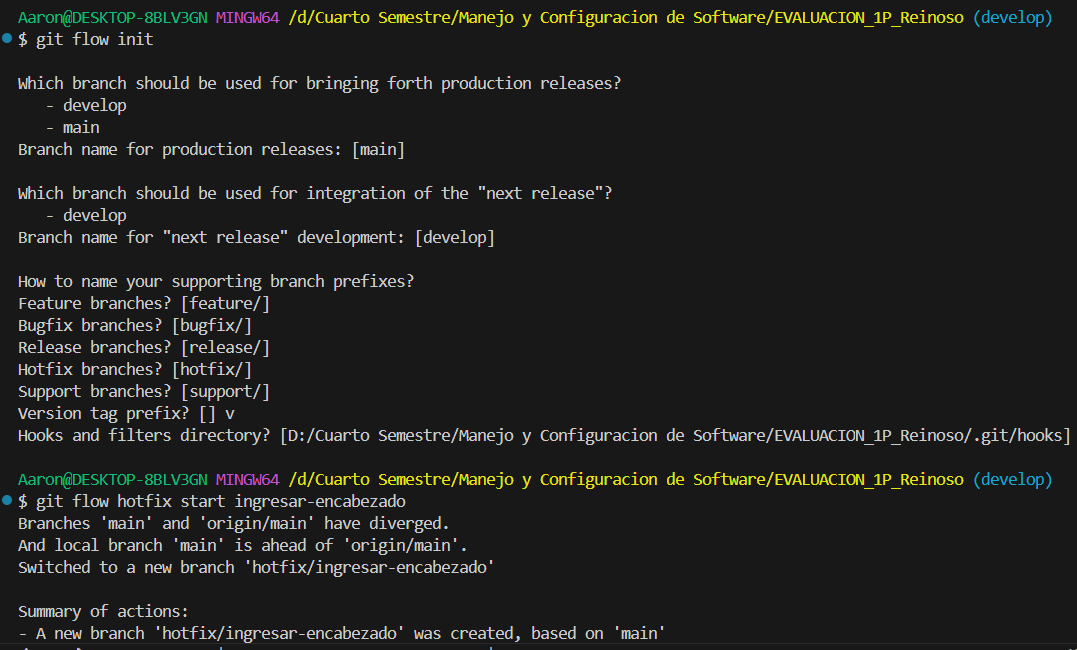 Aaron@DESKTOP-8BLV3GN MINGW64 /d/Cuarto Semestre/Manejo y Configuracion de Software/EVALUACION_1P_Reinoso (develop)
$ git flow init
Which branch should be used for bringing forth production releases?
- develop
- main
Branch name for production releases: [main]
Which branch should be used for integration of the "next release"?
- develop
Branch name for "next release" development: [develop]
How to name your supporting branch prefixes?
Feature branches? [feature/]
Bugfix branches? [bugfix/]
Release branches? [release/]
Hotfix branches? [hotfix/]
Support branches? [support/]
Version tag prefix? [] v
Hooks and filters directory? [D:/Cuarto Semestre/Manejo y Configuracion de Software/EVALUACION_1P_Reinoso/.git/hooks]
Aaron@DESKTOP-8BLV3GN MINGW64 /d/Cuarto Semestre/Manejo y Configuracion de Software/EVALUACION_1P_Reinoso (develop)
$ git flow hotfix start ingresar-encabezado
Branches 'main' and 'origin/main' have diverged.
And local branch 'main' is ahead of 'origin/main'.
Switched to a new branch 'hotfix/ingresar-encabezado'
Summary of actions:
- A new branch 'hotfix/ingresar-encabezado' was created, based on 'main'